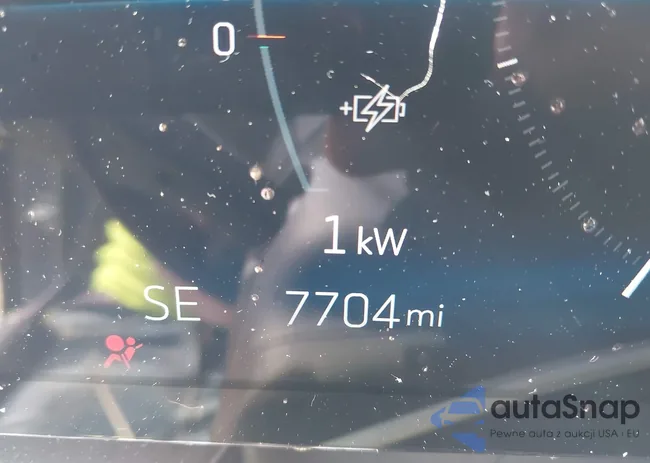 0
+
1 kW
SE 7704 mi
autaSnap
Pewne auta z aukcji USA i EU